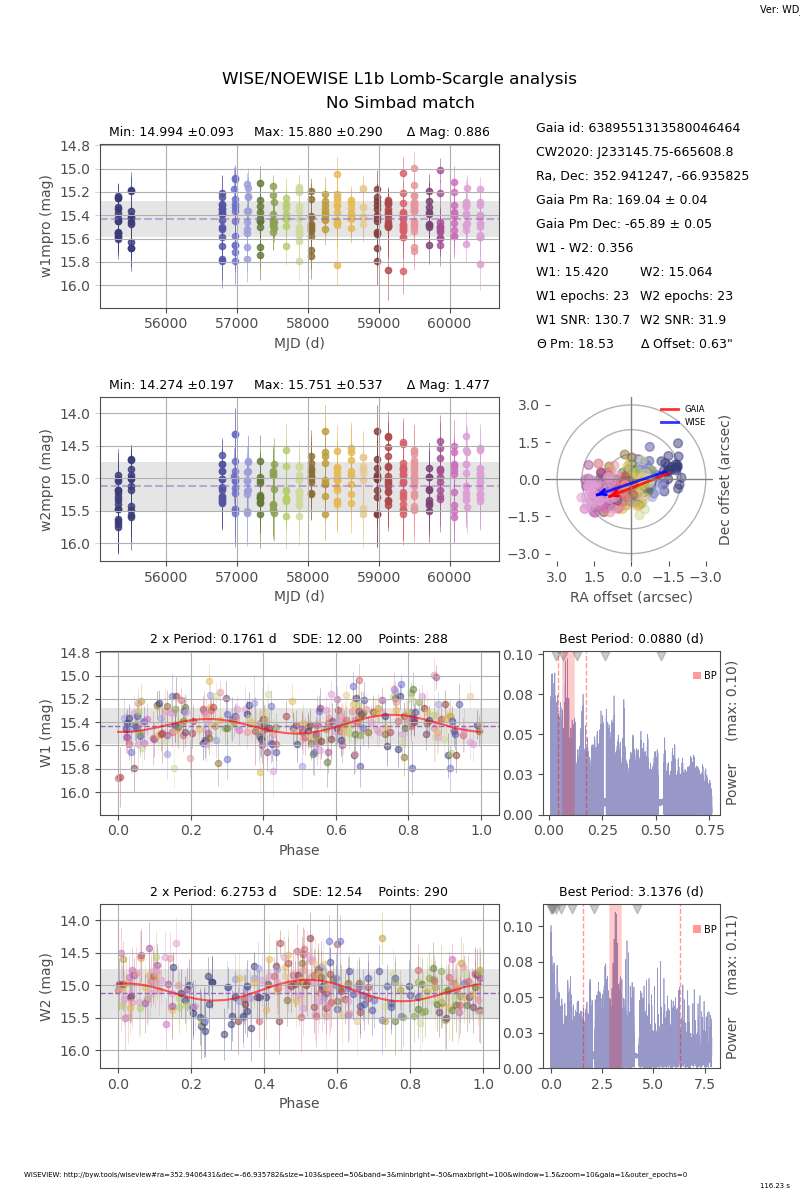 Ver: WD_
WISE/NOEWISE L1b Lomb-Scargle analysis
No Simbad match
Min: 14.994 ±0.093 Max: 15.880 ±0.290 Δ Mag: 0.886
14.8
15.0
15.2
15.4
15.6
15.8
16.0
w1mpro (mag)
56000 57000 58000 59000 60000
MJD (d)
Gaia id: 6389551313580046464
CW2020: J233145.75-665608.8
Ra, Dec: 352.941247, -66.935825
Gaia Pm Ra: 169.04 ± 0.04
Gaia Pm Dec: -65.89 ± 0.05
W1 - W2: 0.356
W1: 15.420 W2: 15.064
W1 epochs: 23 W2 epochs: 23
W1 SNR: 130.7 W2 SNR: 31.9
Θ Pm: 18.53 Δ Offset: 0.63"
Min: 14.274 ±0.197 Max: 15.751 ±0.537 Δ Mag: 1.477
14.0
14.5
15.0
15.5
16.0
w2mpro (mag)
56000 57000 58000 59000 60000
MJD (d)
GAIA
WISE
3.0
1.5
0.0
−1.5
−3.0
Dec offset (arcsec)
3.0 1.5 0.0 −1.5 −3.0
RA offset (arcsec)
2 x Period: 0.1761 d SDE: 12.00 Points: 288
14.8
15.0
15.2
15.4
15.6
15.8
16.0
W1 (mag)
0.0 0.2 0.4 0.6 0.8 1.0
Phase
Best Period: 0.0880 (d)
BP
0.10
0.08
0.05
0.03
0.00
Power (max: 0.10)
0.00 0.25 0.50 0.75
2 x Period: 6.2753 d SDE: 12.54 Points: 290
14.0
14.5
15.0
15.5
16.0
W2 (mag)
0.0 0.2 0.4 0.6 0.8 1.0
Phase
Best Period: 3.1376 (d)
BP
0.10
0.08
0.05
0.03
0.00
Power (max: 0.11)
0.0 2.5 5.0 7.5
WISEVIEW: http://byw.tools/wiseview#ra=352.9406431&dec=-66.935782&size=103&speed=50&band=3&minbright=-50&maxbright=100&window=1.5&zoom=10&gaia=1&outer_epochs=0
116.23 s